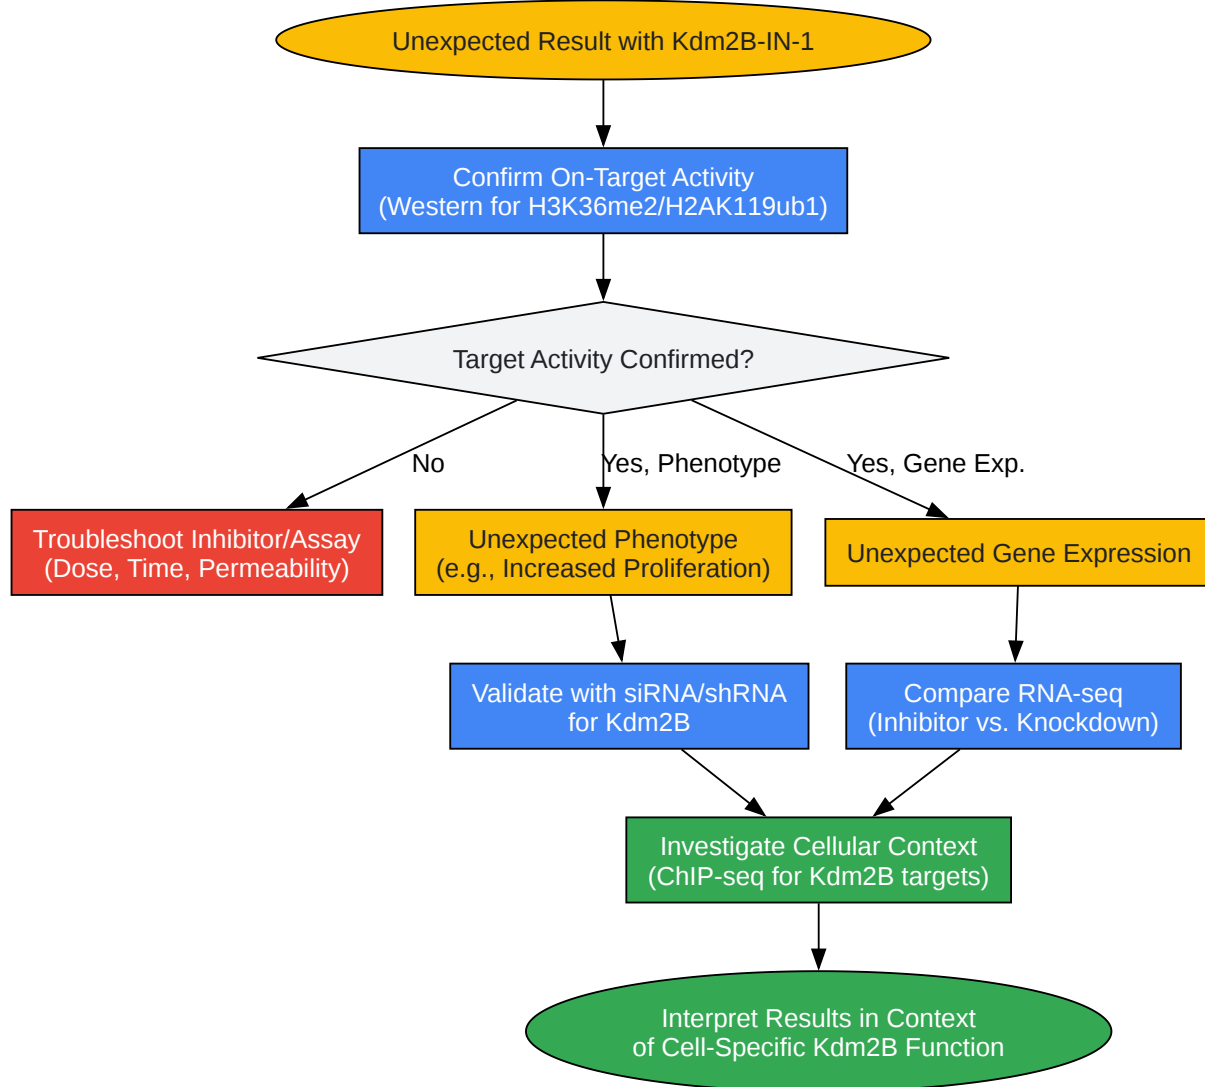 Unexpected Result with Kdm2B-IN-1
Confirm On-Target Activity
(Western for H3K36me2/H2AK119ub1)
Target Activity Confirmed?
No
Yes, Phenotype
Yes, Gene Exp.
Troubleshoot Inhibitor/Assay
(Dose, Time, Permeability)
Unexpected Phenotype
(e.g., Increased Proliferation)
Unexpected Gene Expression
Validate with siRNA/shRNA
for Kdm2B
Compare RNA-seq
(Inhibitor vs. Knockdown)
Investigate Cellular Context
(ChIP-seq for Kdm2B targets)
Interpret Results in Context
of Cell-Specific Kdm2B Function